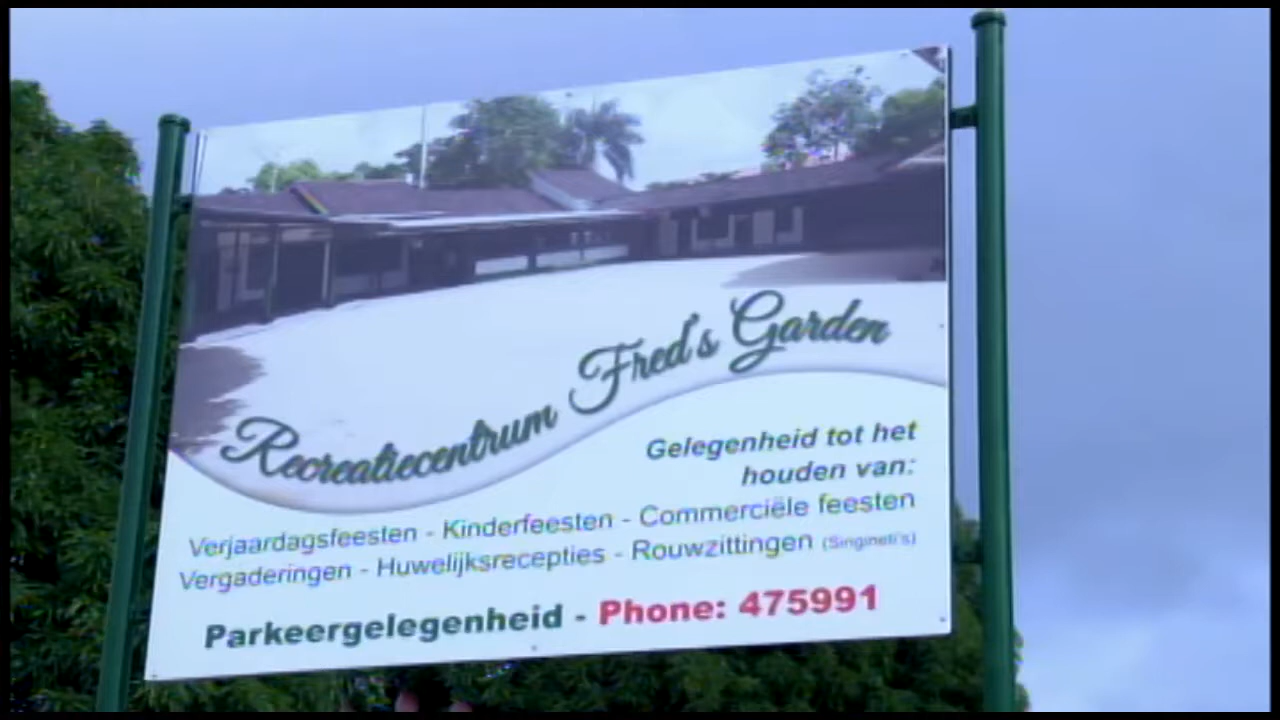 Recreatiecentrum Fred's Garden
Gelegenheid tot het
houden van:
Verjaardagsfeesten - Kinderfeesten - Commerciële feesten
Vergaderingen - Huwelijksrecepties - Rouwzittingen (Singineti's)
Parkeergelegenheid - Phone: 475991